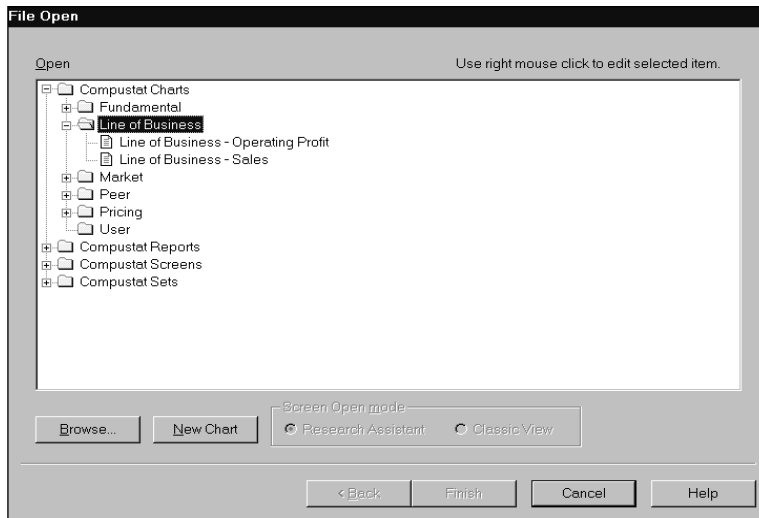 File Open
Open
Use right mouse click to edit selected item.
Compustat Charts
Fundamental
Line of Business
Line of Business - Operating Profit
Line of Business - Sales
Market
Peer
Pricing
User
Compustat Reports
Compustat Screens
Compustat Sets
Screen Open mode
Browse...
New Chart
Research Assistant
Classic View
< Back
Finish
Cancel
Help